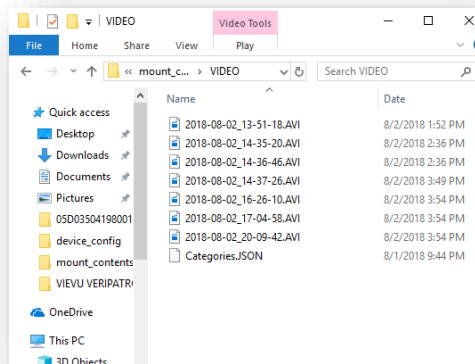 VIDEO
Video Tools
File
Home
Share
View
Play
« mount_c... › VIDEO
Search VIDEO
Name
Date
Quick access
Desktop
Downloads
Documents
Pictures
05D03504198001
device_config
mount_contents
VIEVU VERIPATR
OneDrive
This PC
3D Objects
2018-08-02_13-51-18.AVI
8/2/2018 1:52 PM
2018-08-02_14-35-20.AVI
8/2/2018 2:36 PM
2018-08-02_14-36-46.AVI
8/2/2018 2:36 PM
2018-08-02_14-37-26.AVI
8/2/2018 3:49 PM
2018-08-02_16-26-10.AVI
8/2/2018 3:54 PM
2018-08-02_17-04-58.AVI
8/2/2018 3:54 PM
2018-08-02_20-09-42.AVI
8/2/2018 3:54 PM
Categories.JSON
8/1/2018 9:44 PM